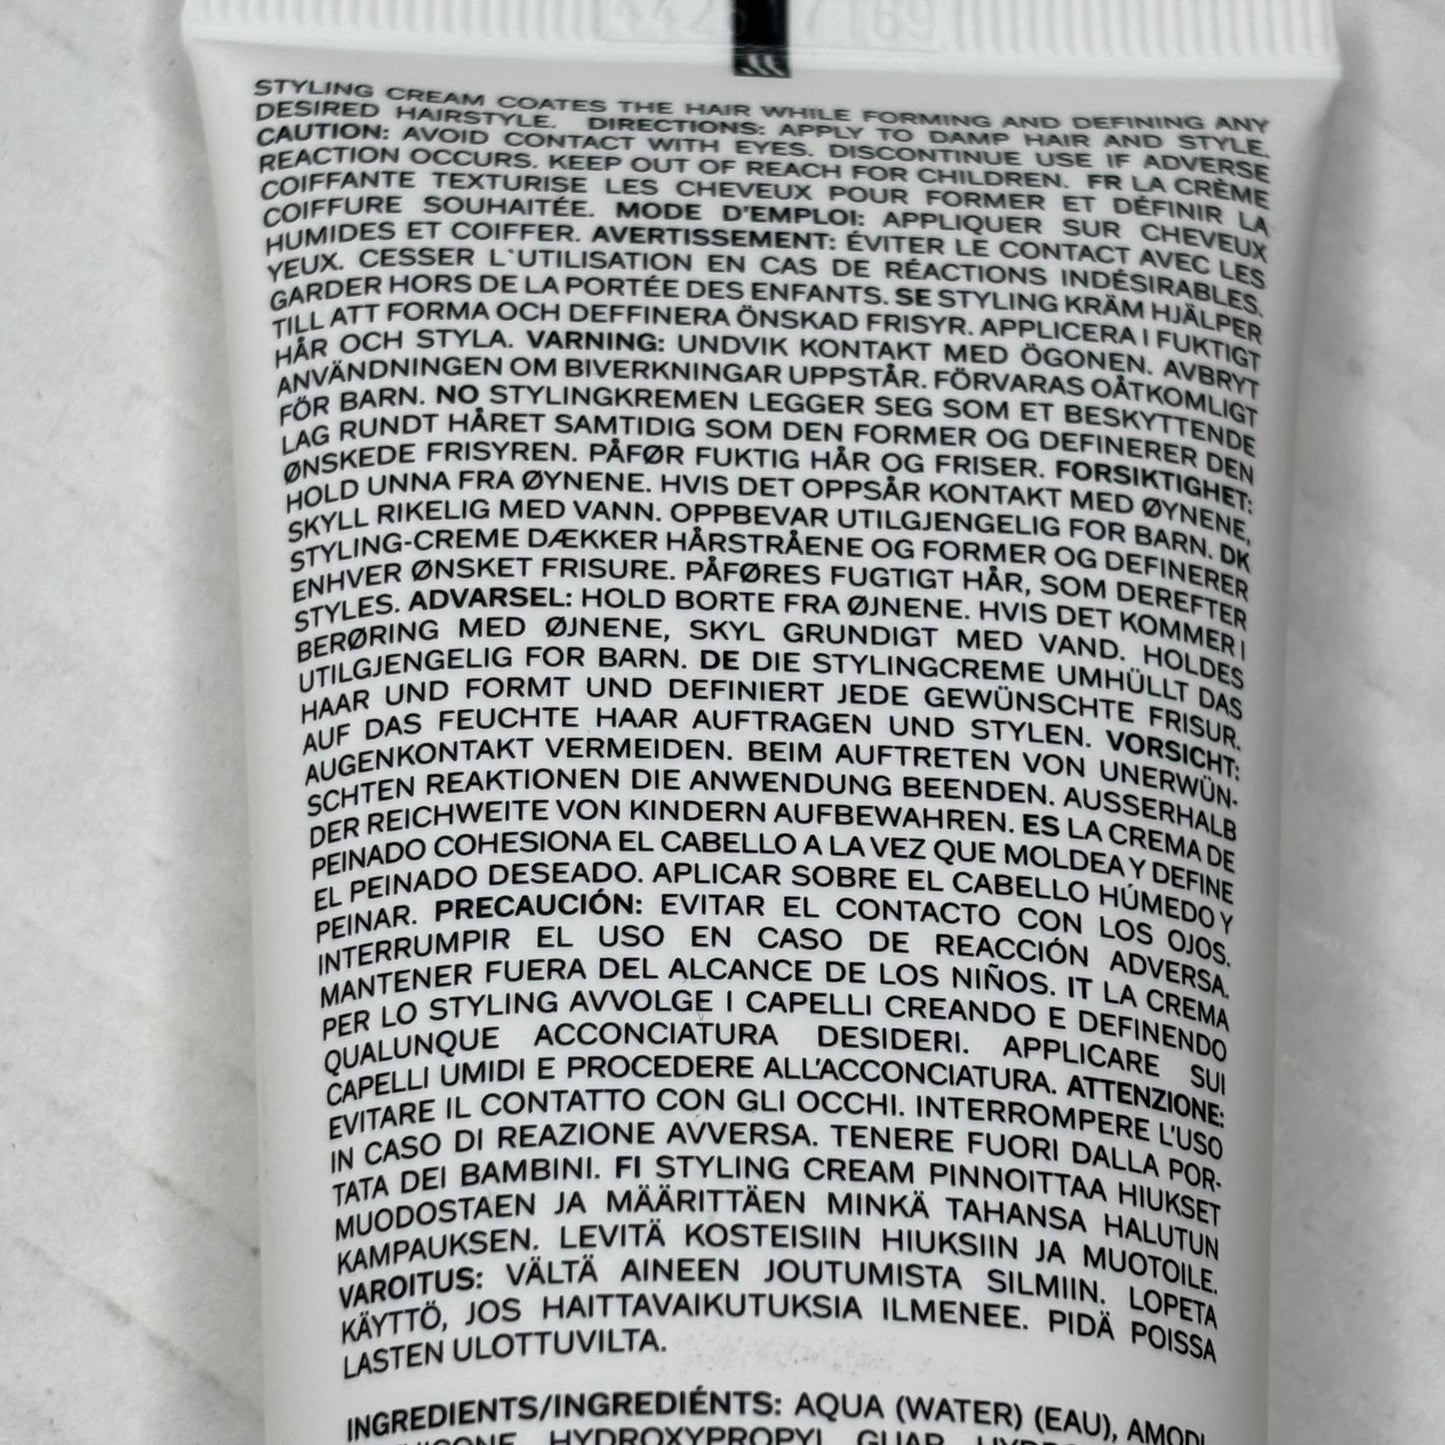 STYLING CREAM COATES THE HAIR WHILE FORMING AND DEFINING ANY
DESIRED HAIRSTYLE. DIRECTIONS: APPLY TO DAMP HAIR AND STYLE.
CAUTION: AVOID CONTACT WITH EYES. DISCONTINUE USE IF ADVERSE
REACTION OCCURS. KEEP OUT OF REACH FOR CHILDREN. FR LA CRÈME
COIFFANTE TEXTURISE LES CHEVEUX POUR FORMER ET DÉFINIR LA
COIFFURE SOUHAITÉE. MODE D'EMPLOI: APPLIQUER SUR CHEVEUX
HUMIDES ET COIFFER. AVERTISSEMENT: ÉVITER LE CONTACT AVEC LES
YEUX. CESSER L`UTILISATION EN CAS DE RÉACTIONS INDÉSIRABLES.
GARDER HORS DE LA PORTÉE DES ENFANTS. SE STYLING KRÄM HJÄLPER
TILL ATT FORMA OCH DEFFINERA ÖNSKAD FRISYR. APPLICERA I FUKTIGT
HÅR OCH STYLA. VARNING: UNDVIK KONTAKT MED ÖGONEN. AVBRYT
ANVÄNDNINGEN OM BIVERKNINGAR UPPSTÅR. FÖRVARAS OÅTKOMLIGT
FÖR BARN. NO STYLINGKREMEN LEGGER SEG SOM ET BESKYTTENDE
LAG RUNDT HÅRET SAMTIDIG SOM DEN FORMER OG DEFINERER DEN
ØNSKEDE FRISYREN. PÅFØR FUKTIG HÅR OG FRISER. FORSIKTIGHET:
HOLD UNNA FRA ØYNENE. HVIS DET OPPSÅR KONTAKT MED ØYNENE,
SKYLL RIKELIG MED VANN. OPPBEVAR UTILGJENGELIG FOR BARN. DK
STYLING-CREME DÆKKER HÅRSTRÅENE OG FORMER OG DEFINERER
ENHVER ØNSKET FRISURE. PÅFØRES FUGTIGT HÅR, SOM DEREFTER
STYLES. ADVARSEL: HOLD BORTE FRA ØJNENE. HVIS DET KOMMER I
BERØRING MED ØJNENE, SKYL GRUNDIGT MED VAND. HOLDES
UTILGJENGELIG FOR BARN. DE DIE STYLINGCREME UMHÜLLT DAS
HAAR UND FORMT UND DEFINIERT JEDE GEWÜNSCHTE FRISUR.
AUF DAS FEUCHTE HAAR AUFTRAGEN UND STYLEN. VORSICHT:
AUGENKONTAKT VERMEIDEN. BEIM AUFTRETEN VON UNERWÜN-
SCHTEN REAKTIONEN DIE ANWENDUNG BEENDEN. AUSSERHALB
DER REICHWEITE VON KINDERN AUFBEWAHREN. ES LA CREMA DE
PEINADO COHESIONA EL CABELLO A LA VEZ QUE MOLDEA Y DEFINE
EL PEINADO DESEADO. APLICAR SOBRE EL CABELLO HÚMEDO Y
PEINAR. PRECAUCIÓN: EVITAR EL CONTACTO CON LOS OJOS.
INTERRUMPIR EL USO EN CASO DE REACCIÓN ADVERSA.
MANTENER FUERA DEL ALCANCE DE LOS NIÑOS. IT LA CREMA
PER LO STYLING AVVOLGE I CAPELLI CREANDO E DEFINENDO
QUALUNQUE ACCONCIATURA DESIDERI. APPLICARE SUI
CAPELLI UMIDI E PROCEDERE ALL'ACCONCIATURA. ATTENZIONE:
EVITARE IL CONTATTO CON GLI OCCHI. INTERROMPERE L'USO
IN CASO DI REAZIONE AVVERSA. TENERE FUORI DALLA POR-
TATA DEI BAMBINI. FI STYLING CREAM PINNOITTAA HIUKSET
MUODOSTAEN JA MÄÄRITTÄEN MINKÄ TAHANSA HALUTUN
KAMPAUKSEN. LEVITÄ KOSTEISIIN HIUKSIIN JA MUOTOILE.
VAROITUS: VÄLTÄ AINEEN JOUTUMISTA SILMIIN. LOPETA
KÄYTTÖ, JOS HAITTAVAIKUTUKSIA ILMENEE. PIDÄ POISSA
LASTEN ULOTTUVILTA.
INGREDIENTS/INGREDIÉNTS: AQUA (WATER) (EAU), AMODI
HYDROXYPROPYL GUAR